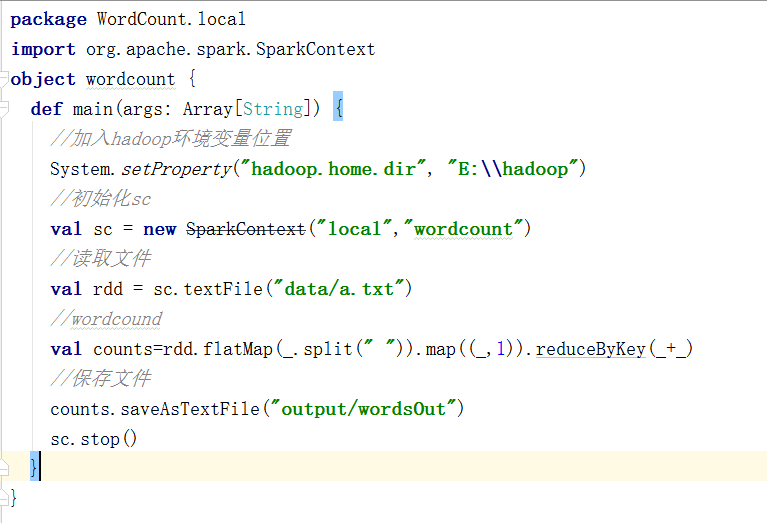 package WordCount.local
import org.apache.spark.SparkContext
object wordcount {
def main(args: Array[String]) {
//加入hadoop环境变量位置
System.setProperty("hadoop.home.dir", "E:\\hadoop")
//初始化sc
val sc = new SparkContext("local","wordcount")
//读取文件
val rdd = sc.textFile("data/a.txt")
//wordcound
val counts=rdd.flatMap(_.split(" ")).map((_,1)).reduceByKey(_+_)
//保存文件
counts.saveAsTextFile("output/wordsOut")
sc.stop()
}
}